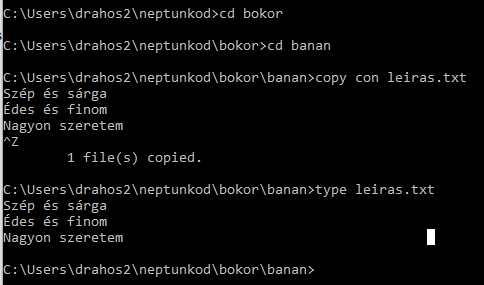 C:\Users\drahos2\neptunkod>cd bokor
C:\Users\drahos2\neptunkod\bokor>cd banan
C:\Users\drahos2\neptunkod\bokor\banan>copy con leiras.txt
Szép és sárga
Édes és finom
Nagyon szeretem
^Z
1 file(s) copied.
C:\Users\drahos2\neptunkod\bokor\banan>type leiras.txt
Szép és sárga
Édes és finom
Nagyon szeretem
C:\Users\drahos2\neptunkod\bokor\banan>